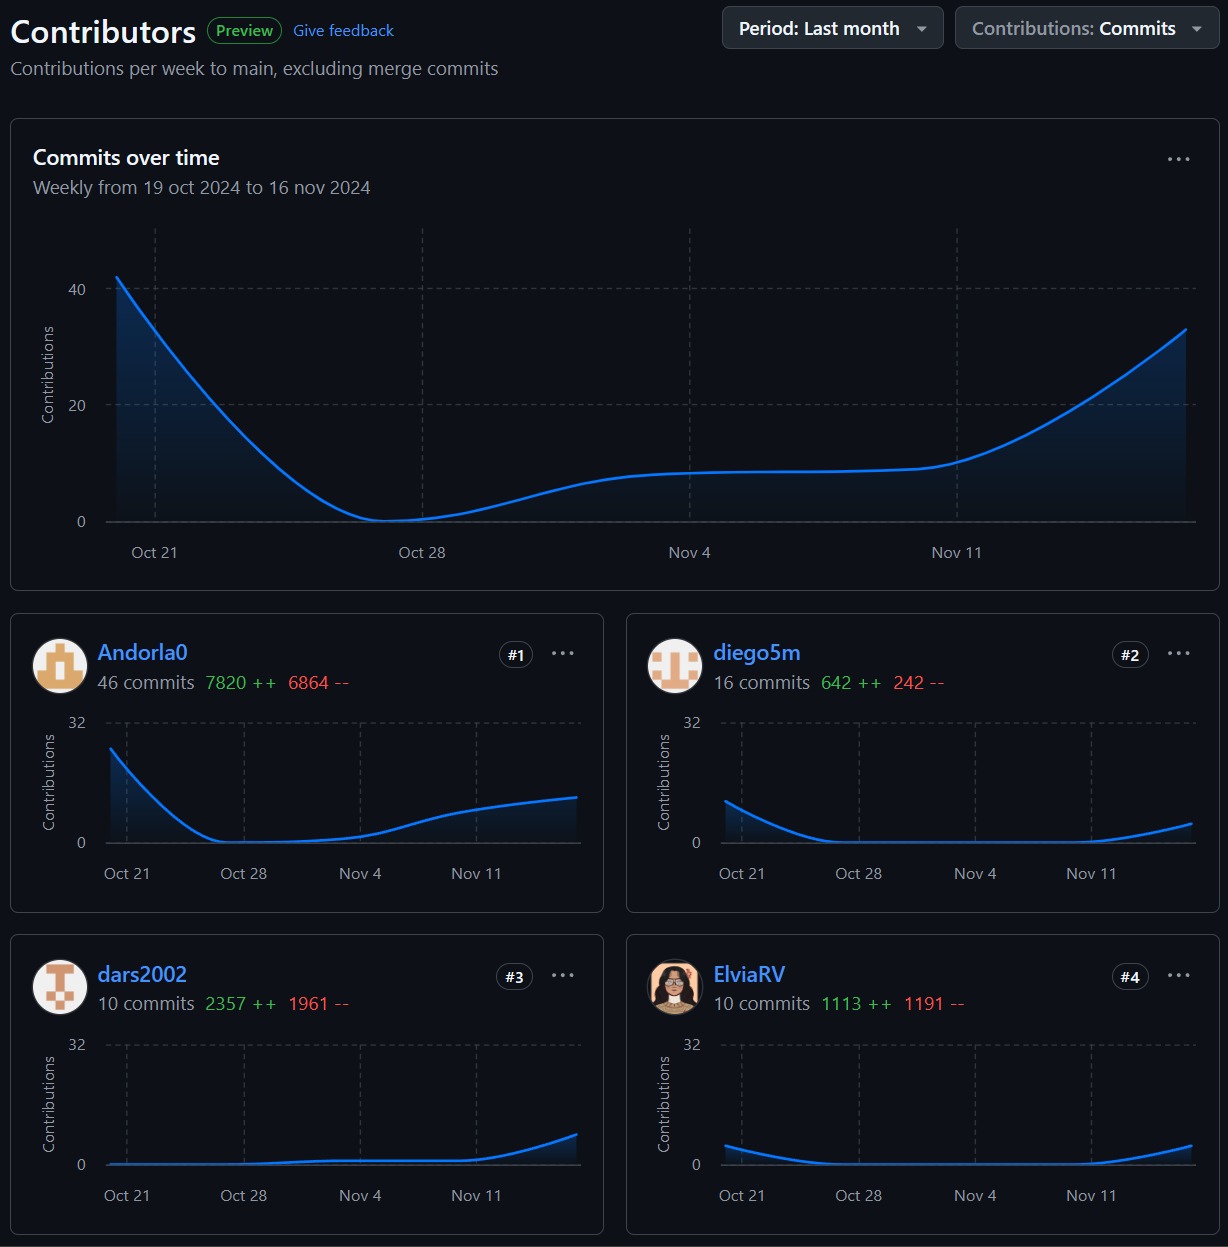 Contributors Preview Give feedback
Period: Last month
Contributions: Commits
Contributions per week to main, excluding merge commits
Commits over time
Weekly from 19 oct 2024 to 16 nov 2024
Contributions
40
20
0
Oct 21 Oct 28 Nov 4 Nov 11
Andorla0 #1
46 commits 7820 ++ 6864 --
Contributions
32
0
Oct 21 Oct 28 Nov 4 Nov 11
diego5m #2
16 commits 642 ++ 242 --
Contributions
32
0
Oct 21 Oct 28 Nov 4 Nov 11
dars2002 #3
10 commits 2357 ++ 1961 --
Contributions
32
0
Oct 21 Oct 28 Nov 4 Nov 11
ElviaRV #4
10 commits 1113 ++ 1191 --
Contributions
32
0
Oct 21 Oct 28 Nov 4 Nov 11